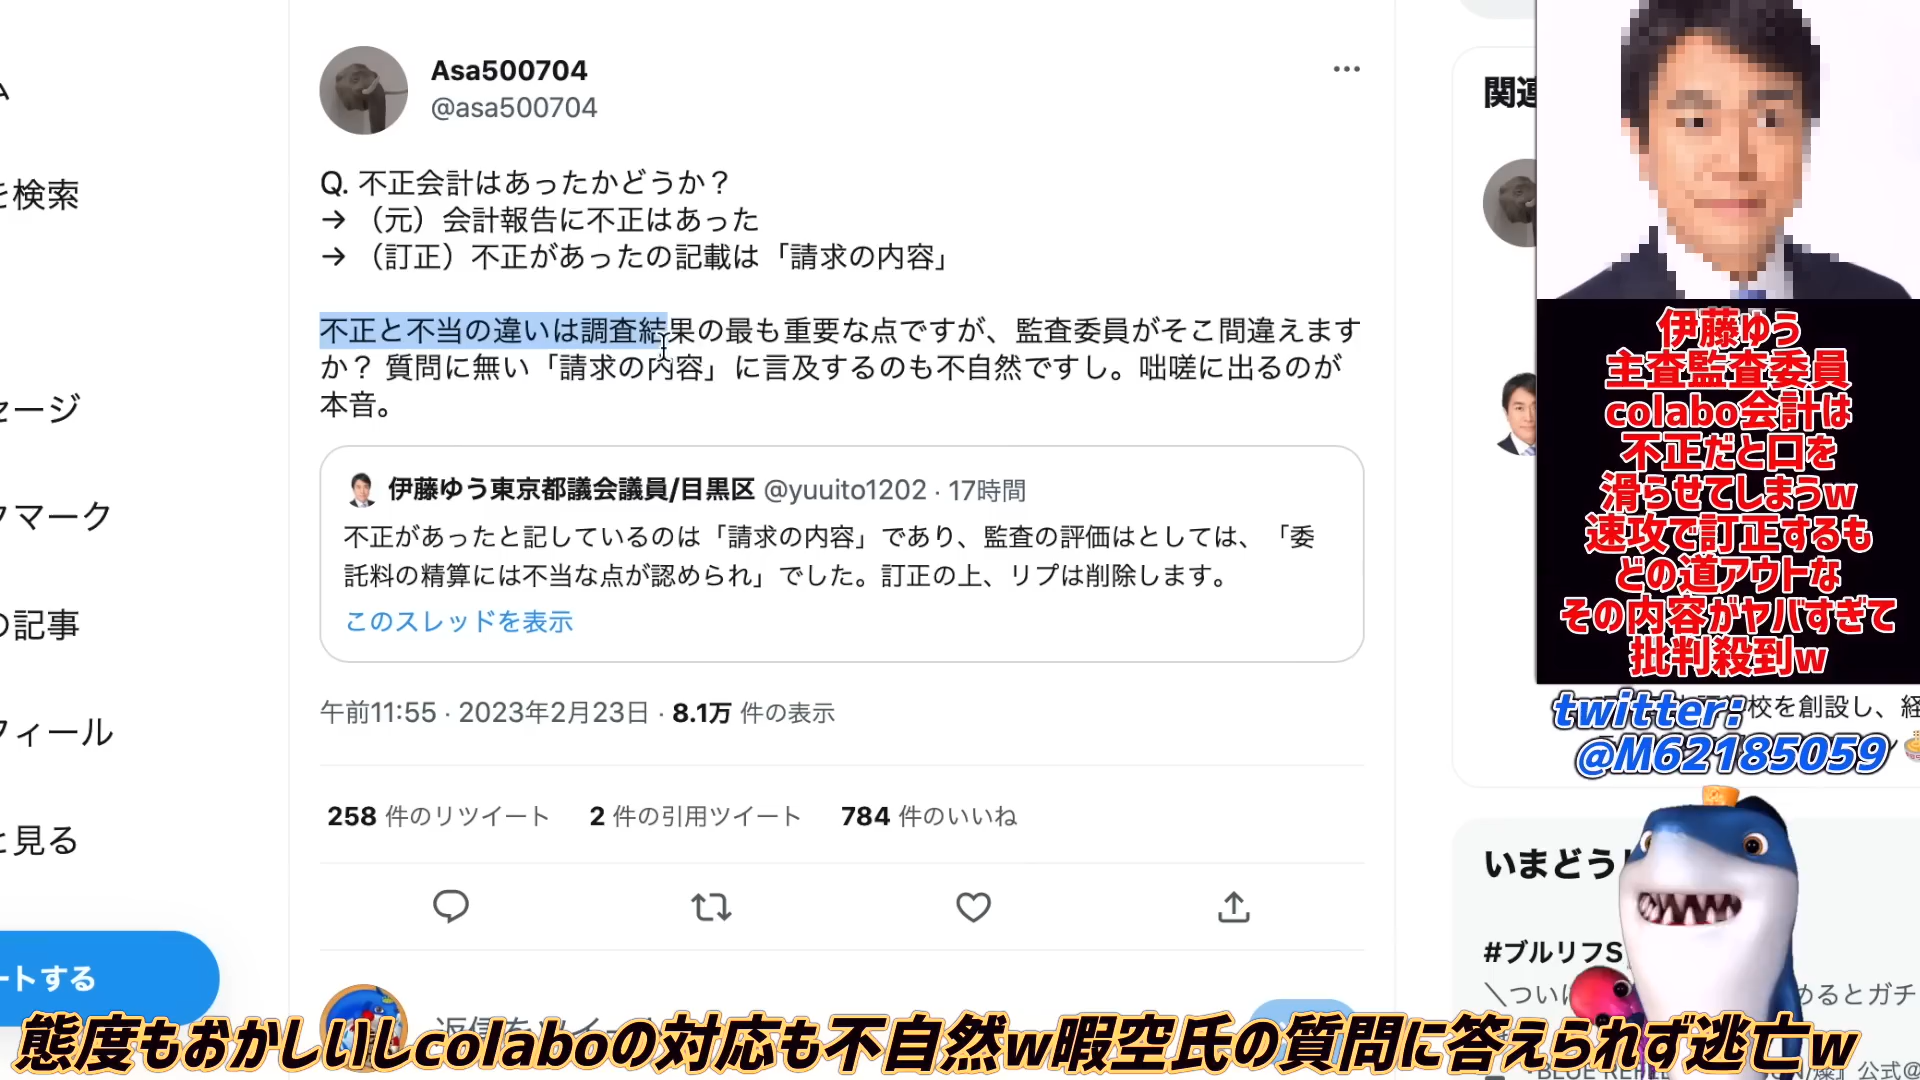 Asa500704
@asa500704
Q. 不正会計はあったかどうか？
→（元）会計報告に不正はあった
→（訂正）不正があったの記載は「請求の内容」
不正と不当の違いは調査結果の最も重要な点ですが、監査委員がそこ間違えます
か？ 質問に無い「請求の内容」に言及するのも不自然ですし。咄嗟に出るのが
本音。
伊藤ゆう東京都議会議員/目黒区 @yuuito1202 · 17時間
不正があったと記しているのは「請求の内容」であり、監査の評価はとしては、「委
託料の精算には不当な点が認められ」でした。訂正の上、リプは削除します。
このスレッドを表示
午前11:55 · 2023年2月23日 · 8.1万 件の表示
258 件のリツイート 2 件の引用ツイート 784 件のいいね
を検索
セージ
クマーク
の記事
フィール
と見る
ートする
関連
伊藤ゆう
主査監査委員
colabo会計は
不正だと口を
滑らせてしまうw
速攻で訂正するも
どの道アウトな
その内容がヤバすぎて
批判殺到w
校を創設し、経
twitter:
@M62185059
いまどう
#ブルリフS
＼ついに
めるとガチ
公式@
態度もおかしいしcolaboの対応も不自然w暇空氏の質問に答えられず逃亡w